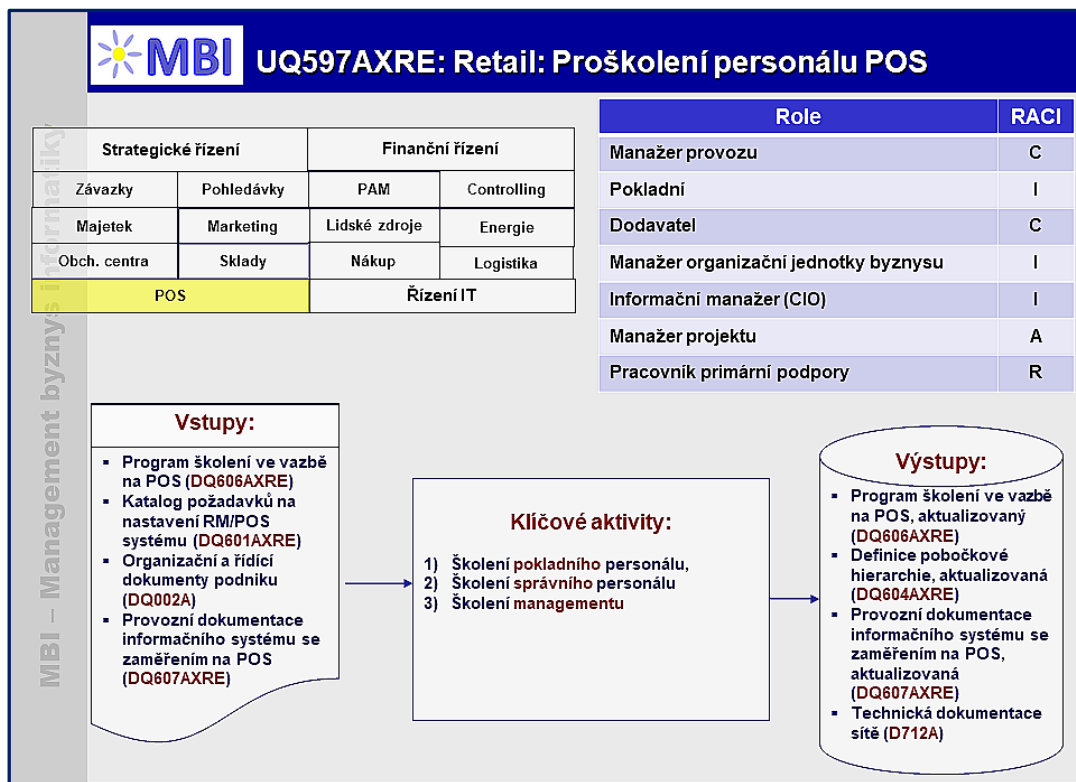 MBI
UQ597AXRE: Retail: Proškolení personálu POS
MBI – Management byznys informatiky
Strategické řízení
Finanční řízení
Závazky
Pohledávky
PAM
Controlling
Majetek
Marketing
Lidské zdroje
Energie
Obch. centra
Sklady
Nákup
Logistika
POS
Řízení IT
Role RACI
Manažer provozu C
Pokladní I
Dodavatel C
Manažer organizační jednotky byznysu I
Informační manažer (CIO) I
Manažer projektu A
Pracovník primární podpory R
Vstupy:
▪ Program školení ve vazbě
na POS (DQ606AXRE)
▪ Katalog požadavků na
nastavení RM/POS
systému (DQ601AXRE)
▪ Organizační a řídící
dokumenty podniku
(DQ002A)
▪ Provozní dokumentace
informačního systému se
zaměřením na POS
(DQ607AXRE)
Klíčové aktivity:
1) Školení pokladního personálu,
2) Školení správního personálu
3) Školení managementu
Výstupy:
▪ Program školení ve vazbě
na POS, aktualizovaný
(DQ606AXRE)
▪ Definice pobočkové
hierarchie, aktualizovaná
(DQ604AXRE)
▪ Provozní dokumentace
informačního systému se
zaměřením na POS,
aktualizovaná
(DQ607AXRE)
▪ Technická dokumentace
sítě (D712A)